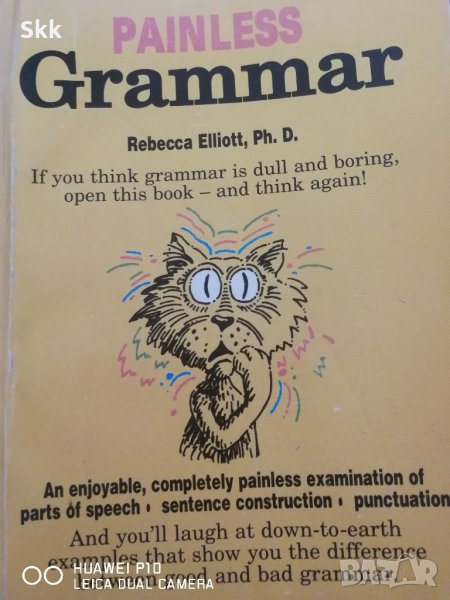 Skk
PAINLESS
Grammar
Rebecca Elliott, Ph. D.
If you think grammar is dull and boring,
open this book – and think again!
An enjoyable, completely painless examination of
parts of speech • sentence construction • punctuation
And you'll laugh at down-to-earth
examples that show you the difference
between good and bad grammar.
HUAWEI P10
LEICA DUAL CAMERA
BAZAR